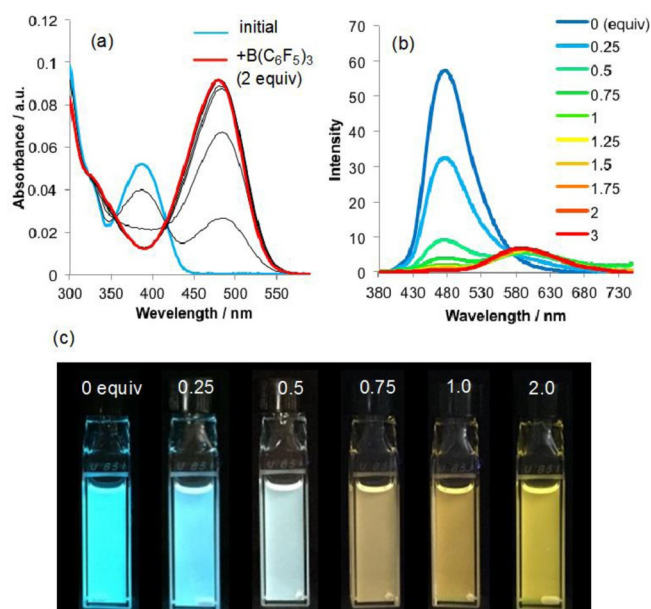 (a)
0.12
0.1
0.08
0.06
0.04
0.02
0
300 350 400 450 500 550
Absorbance / a.u.
Wevelength / nm
initial
+B(C6F5)3
(2 equiv)
(b)
70
60
50
40
30
20
10
0
380 430 480 530 580 630 680 730
Intensity
Wavelength / nm
0 (equiv)
0.25
0.5
0.75
1
1.25
1.5
1.75
2
3
(c)
0 equiv 0.25 0.5 0.75 1.0 2.0